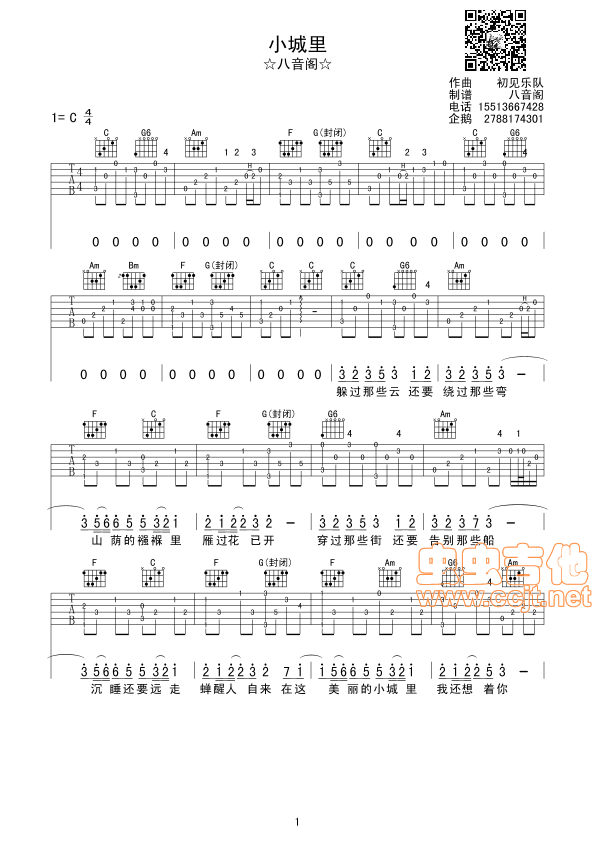 小城里
☆八音阁☆
作曲 初见乐队
制谱 八音阁
电话 15513667428
企鹅 2788174301
1= C 4/4
C G6 Am F G(封闭) C C G6
4 1 2 3 2 3 4
0 0 0 0 0 0 0 0 0 0 0 0 0 0 0 0 0 0 0 0
Am Bm F G(封闭) C C C G6 Am
4
0 0 0 0 0 0 0 0 0 0 0 0 3 2 3 5 3 1 2 3 2 3 5 3 —
躲过那些云 还要 绕过那些弯
F C F G(封闭) G6 Am
4 4 4 1
3 5 6 6 5 5 3 2 1 2 1 2 2 3 2 — 3 2 3 5 3 1 2 3 2 3 7 3 —
山 荫的襁褓 里 雁过花 已开 穿过那些街 还要 告别那些船
F C F G(封闭) F C G6 Am
3 5 6 6 5 5 3 2 1 2 1 2 2 3 2 7 1 1 5 6 6 5 5 3 2 1 2 1 2 2 5 3 —
沉 睡还要远 走 蝉醒人 自来 在这 美 丽的小城 里 我还想 着你
虫虫吉他
www.ccjt.net
1